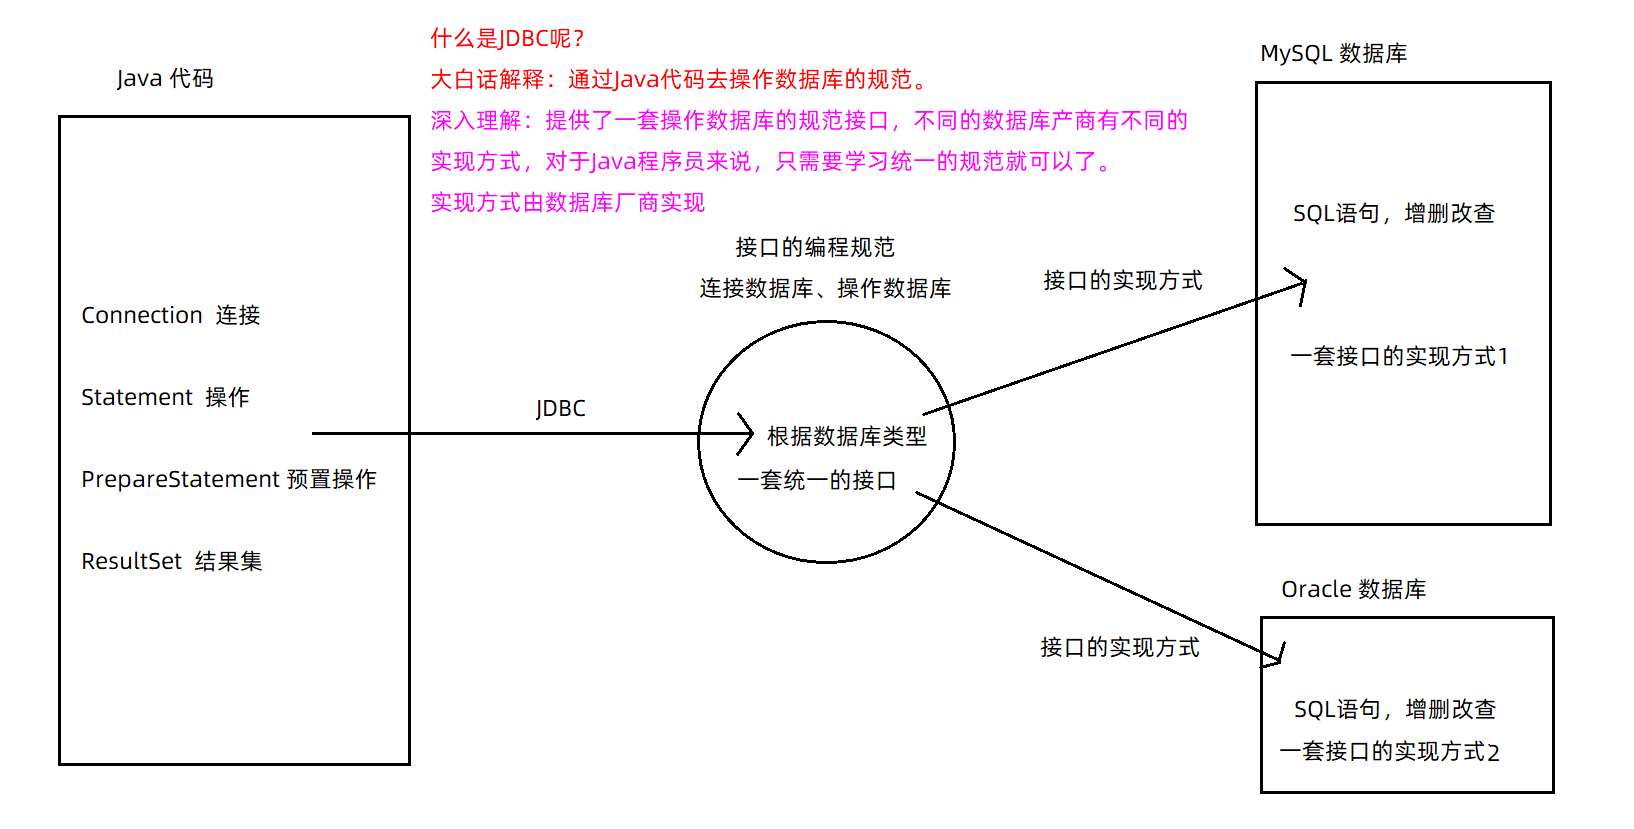 什么是JDBC呢？
大白话解释：通过Java代码去操作数据库的规范。
深入理解：提供了一套操作数据库的规范接口，不同的数据库产商有不同的
实现方式，对于Java程序员来说，只需要学习统一的规范就可以了。
实现方式由数据库厂商实现
Java 代码
Connection 连接
Statement 操作
PrepareStatement 预置操作
ResultSet 结果集
JDBC
接口的编程规范
连接数据库、操作数据库
根据数据库类型
一套统一的接口
接口的实现方式
接口的实现方式
MySQL 数据库
SQL语句，增删改查
一套接口的实现方式1
Oracle 数据库
SQL语句，增删改查
一套接口的实现方式2